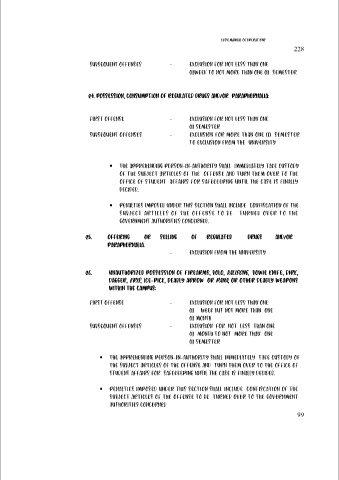 228
SUBSEQUENT OFFENSES - EXCLUSION FOR NOT LESS THAN ONE
(1)WEEK TO NOT MORE THAN ONE (1) SEMESTER
24. POSSESSION, CONSUMPTION OF REGULATED DRUGS AND/OR PARAPHERNALIA:
FIRST OFFENSE - EXCLUSION FOR NOT LESS THAN ONE
(1) SEMESTER
SUBSEQUENT OFFENSES - EXCLUSION FOR MORE THAN ONE (1) SEMESTER
TO EXCLUSION FROM THE UNIVERSITY
• THE APPREHENDING PERSON-IN-AUTHORITY SHALL IMMEDIATELY TAKE CUSTODY
OF THE SUBJECT ARTICLES OF THE OFFENSE AND TURN THEM OVER TO THE
OFFICE OF STUDENT AFFAIRS FOR SAFEKEEPING UNTIL THE CASE IS FINALLY
DECIDED.
• PENALTIES IMPOSED UNDER THIS SECTION SHALL INCLUDE CONFISCATION OF THE
SUBJECT ARTICLES OF THE OFFENSE TO BE TURNED OVER TO THE
GOVERNMENT AUTHORITIES CONCERNED.
25. OFFERING OR SELLING OF REGULATED DRUGS AND/OR
PARAPHERNALIA.
- EXCLUSION FROM THE UNIVERSITY
26. UNAUTHORIZED POSSESSION OF FIREARMS, BOLO, BALISONG, BOWIE KNIFE, DIRK,
DAGGER, KRIS, ICE-PICK, DEADLY ARROW OR PANA, OR OTHER DEADLY WEAPONS
WITHIN THE CAMPUS:
FIRST OFFENSE - EXCLUSION FOR NOT LESS THAN ONE
(1) WEEK BUT NOT MORE THAN ONE
(1) MONTH
SUBSEQUENT OFFENSES - EXCLUSION FOR NOT LESS THAN ONE
(1) MONTH TO NOT MORE THAN ONE
(1) SEMESTER
• THE APPREHENDING PERSON-IN-AUTHORITY SHALL IMMEDIATELY TAKE CUSTODY OF
THE SUBJECT ARTICLES OF THE OFFENSE AND TURN THEM OVER TO THE OFFICE OF
STUDENT AFFAIRS FOR SAFEKEEPING UNTIL THE CASE IS FINALLY DECIDED.
• PENALTIES IMPOSED UNDER THIS SECTION SHALL INCLUDE CONFISCATION OF THE
SUBJECT ARTICLES OF THE OFFENSE TO BE TURNED OVER TO THE GOVERNMENT
AUTHORITIES CONCERNED
99